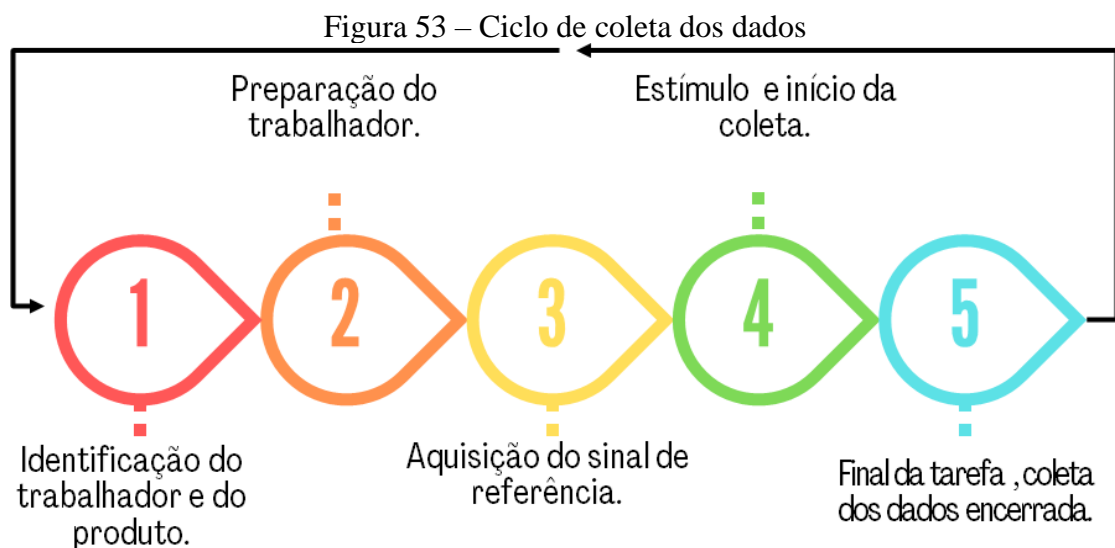 Figura 53 – Ciclo de coleta dos dados
Preparação do
trabalhador.
Estímulo e início da
coleta.
1
2
3
4
5
Identificação do
trabalhador e do
produto.
Aquisição do sinal de
referência.
Final da tarefa , coleta
dos dados encerrada.